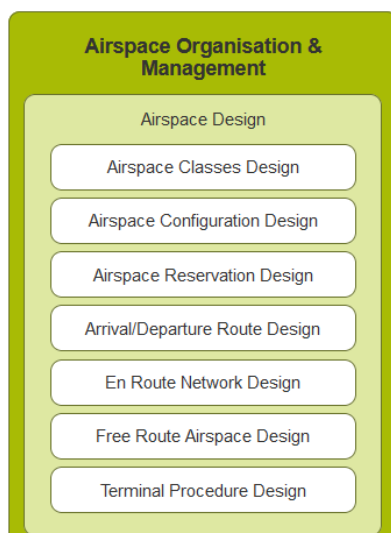 Airspace Organisation &
Management
Airspace Design
Airspace Classes Design
Airspace Configuration Design
Airspace Reservation Design
Arrival/Departure Route Design
En Route Network Design
Free Route Airspace Design
Terminal Procedure Design